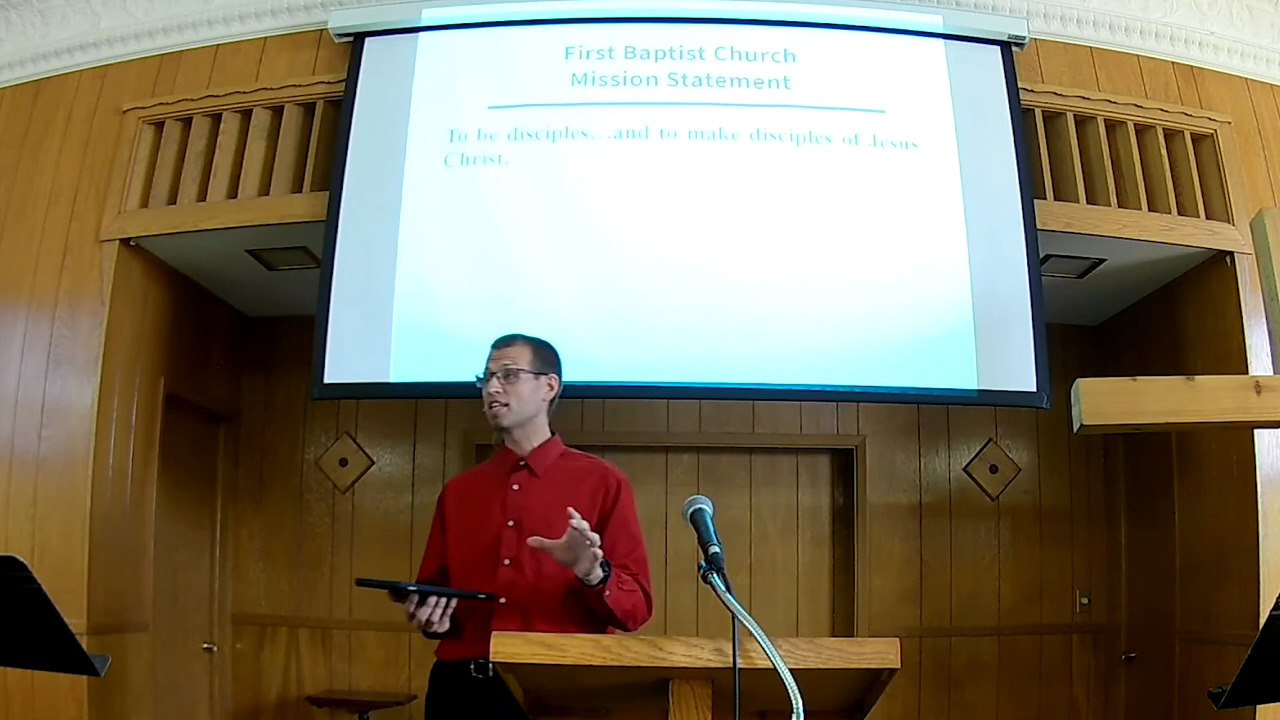 First Baptist Church
Mission Statement
To be disciples...and to make disciples of Jesus
Christ.